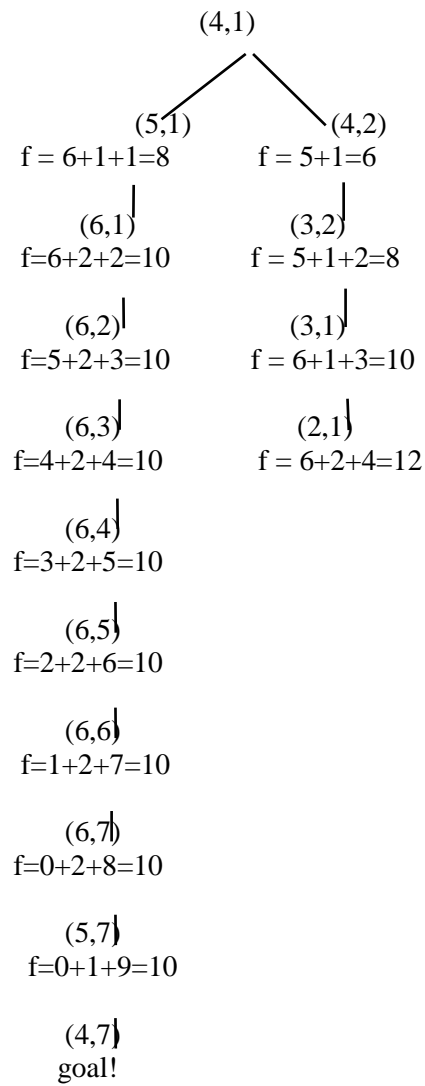 (4,1)
(5,1) (4,2)
f = 6+1+1=8 f = 5+1=6
(6,1) (3,2)
f=6+2+2=10 f = 5+1+2=8
(6,2) (3,1)
f=5+2+3=10 f = 6+1+3=10
(6,3) (2,1)
f=4+2+4=10 f = 6+2+4=12
(6,4)
f=3+2+5=10
(6,5)
f=2+2+6=10
(6,6)
f=1+2+7=10
(6,7)
f=0+2+8=10
(5,7)
f=0+1+9=10
(4,7)
goal!